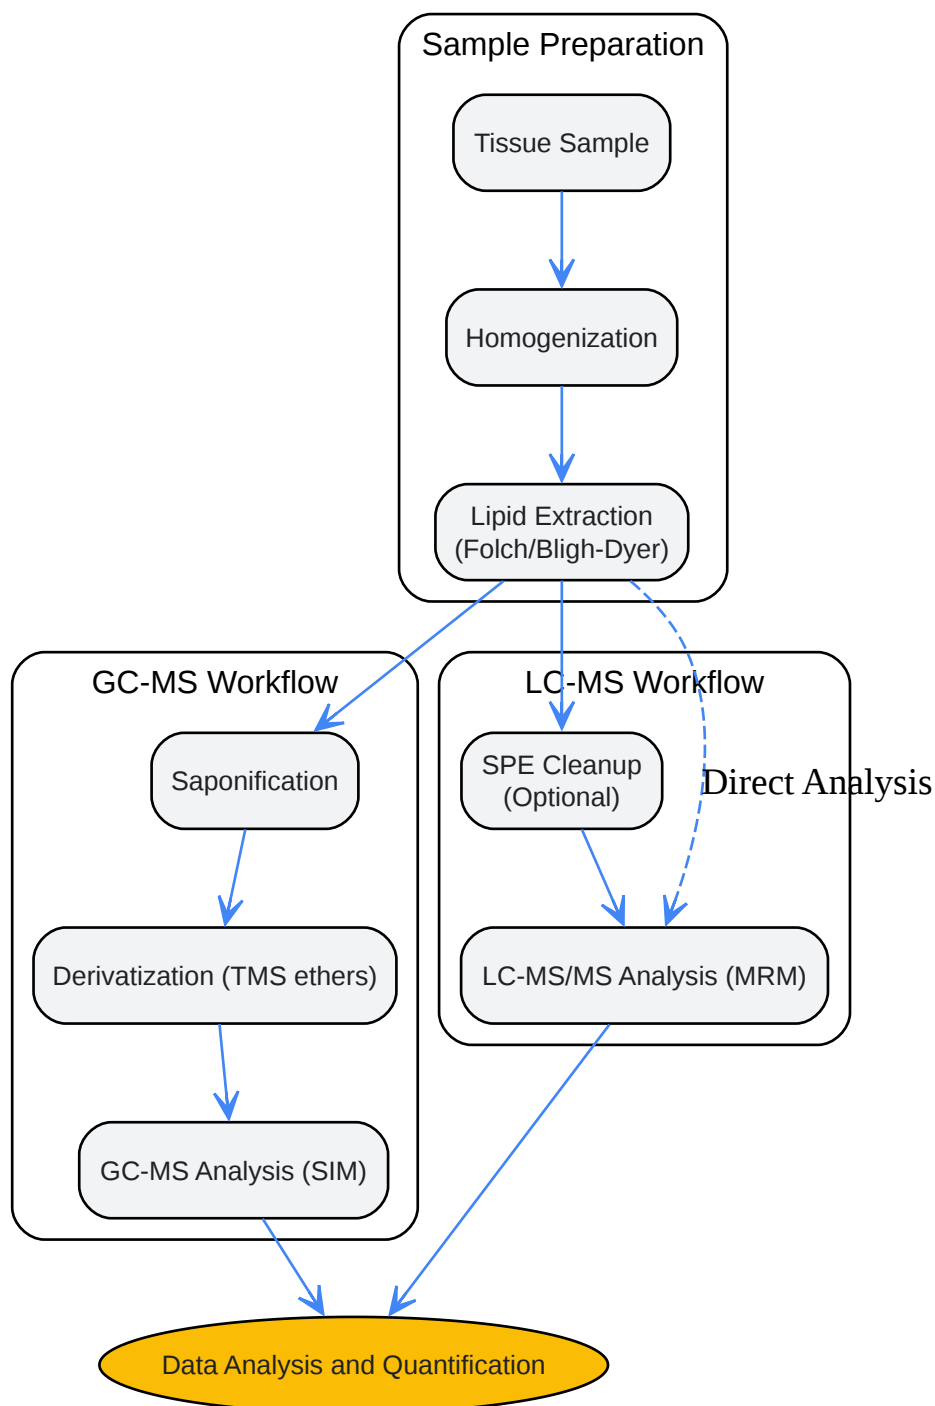 Sample Preparation
Tissue Sample
Homogenization
Lipid Extraction
(Folch/Bligh-Dyer)
GC-MS Workflow
Saponification
Derivatization (TMS ethers)
GC-MS Analysis (SIM)
LC-MS Workflow
SPE Cleanup
(Optional)
Direct Analysis
LC-MS/MS Analysis (MRM)
Data Analysis and Quantification